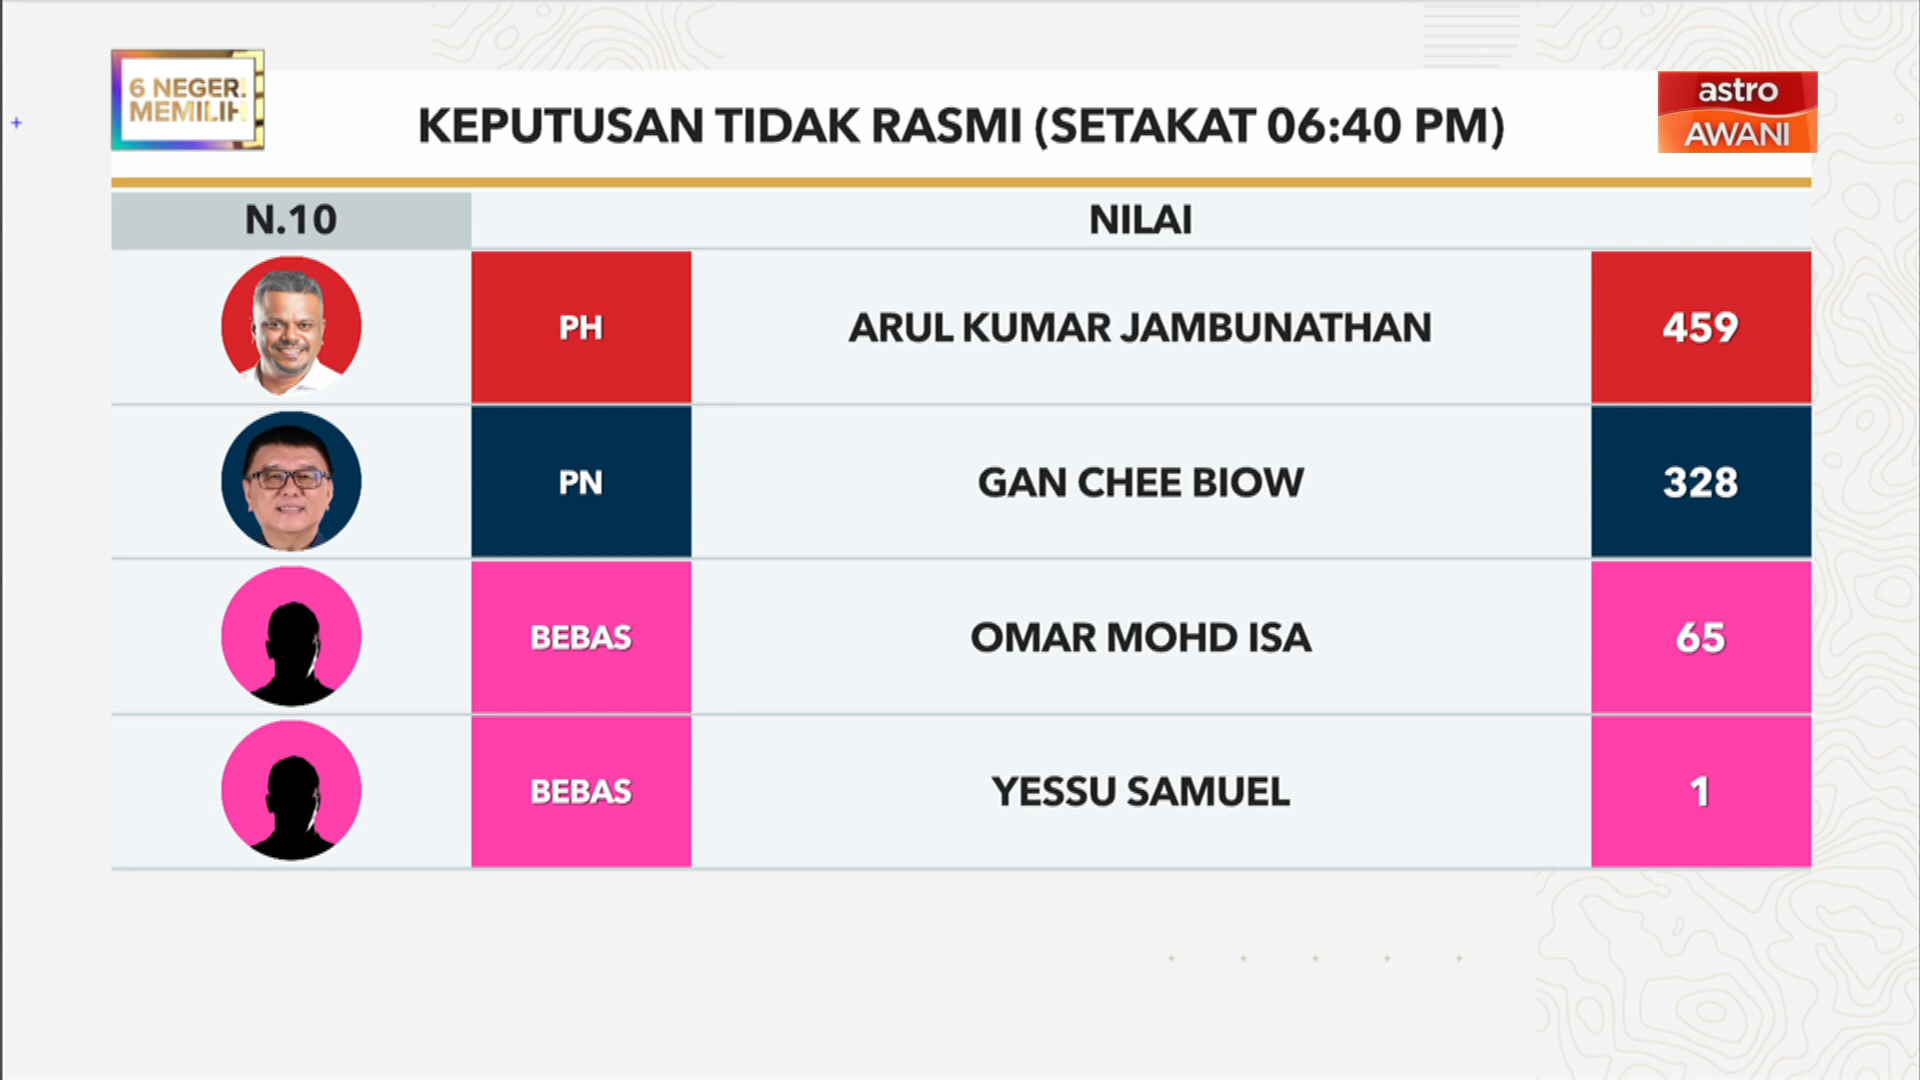 6 NEGERI
MEMILIH
KEPUTUSAN TIDAK RASMI (SETAKAT 06:40 PM)
astro
AWANI
N.10 NILAI
PH ARUL KUMAR JAMBUNATHAN 459
PN GAN CHEE BIOW 328
BEBAS OMAR MOHD ISA 65
BEBAS YESSU SAMUEL 1